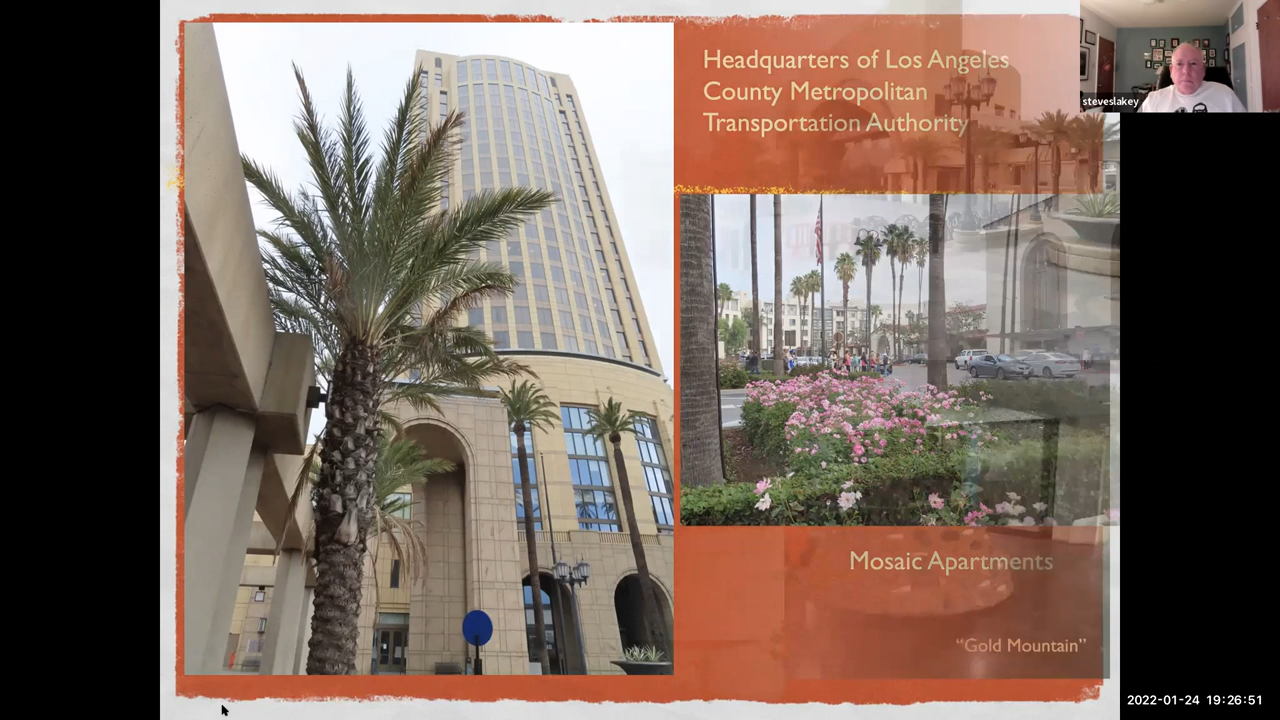 Headquarters of Los Angeles
County Metropolitan
Transportation Authority
steveslakey
Mosaic Apartments
“Gold Mountain”
2022-01-24 19:26:51